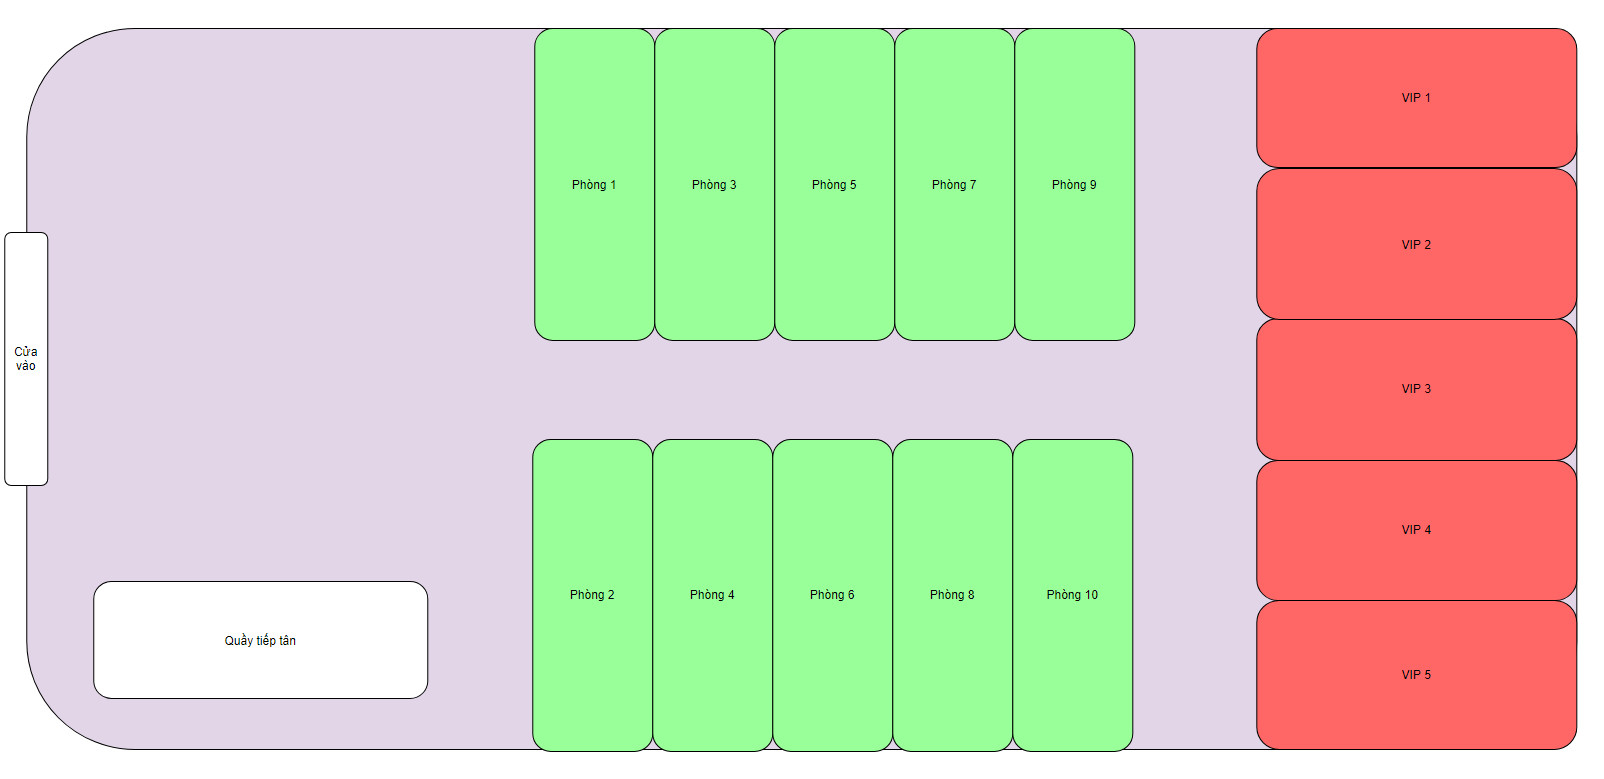 Phòng 1
Phòng 3
Phòng 5
Phòng 7
Phòng 9
VIP 1
VIP 2
VIP 3
VIP 4
VIP 5
Cửa
vào
Phòng 2
Phòng 4
Phòng 6
Phòng 8
Phòng 10
Quầy tiếp tân